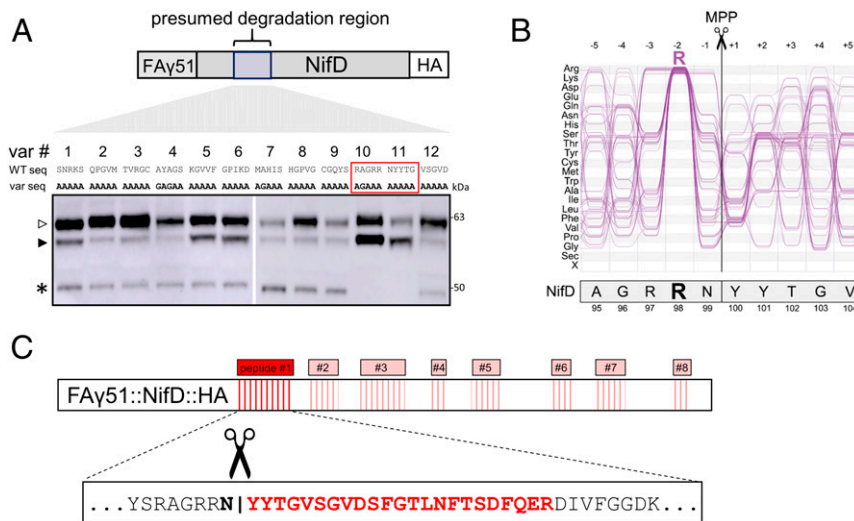 A
presumed degradation region
FAγ51 NifD HA
var # 1 2 3 4 5 6 7 8 9 10 11 12
WT seq SNRKS QPGVM TVRGC AYAGS KGVVF GPIKD MAHIS HGPVG CGQYS RAGRR NYYTG VSGVD
var seq AAAAA AAAAA AAAAA GAGAA AAAAA AAAAA AGAAA AAAAA AAAAA AGAAA AAAAA AAAAA
kDa
▷ -63
▶
* -50
B
MPP
-5 -4 -3 -2 -1 +1 +2 +3 +4 +5
R
Arg
Lys
Asp
Glu
Gln
Asn
His
Ser
Thr
Tyr
Cys
Met
Trp
Ala
Ile
Leu
Phe
Val
Pro
Gly
Sec
X
NifD A G R R N Y Y T G V
95 96 97 98 99 100 101 102 103 104
C
peptide #1 #2 #3 #4 #5 #6 #7 #8
FAγ51::NifD::HA
...YSRAGRRN|YYTGVSGVDSFGTLNFTSDFQERDIVFGGDK...